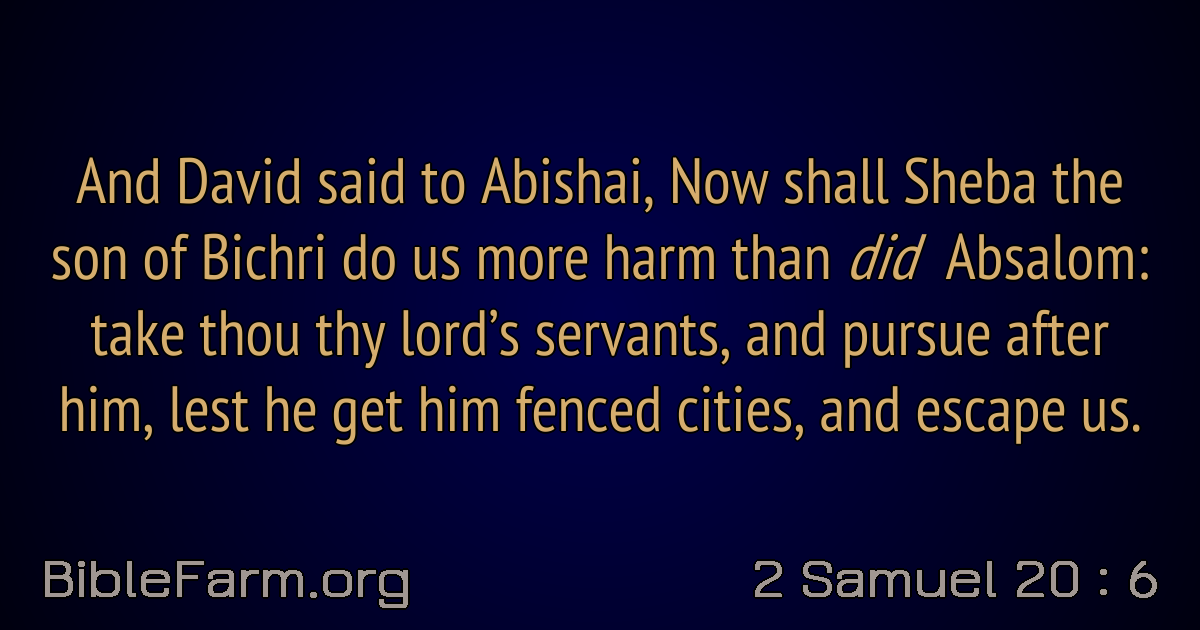 And David said to Abishai, Now shall Sheba the
son of Bichri do us more harm than did Absalom:
take thou thy lord’s servants, and pursue after
him, lest he get him fenced cities, and escape us.
BibleFarm.org
2 Samuel 20 : 6